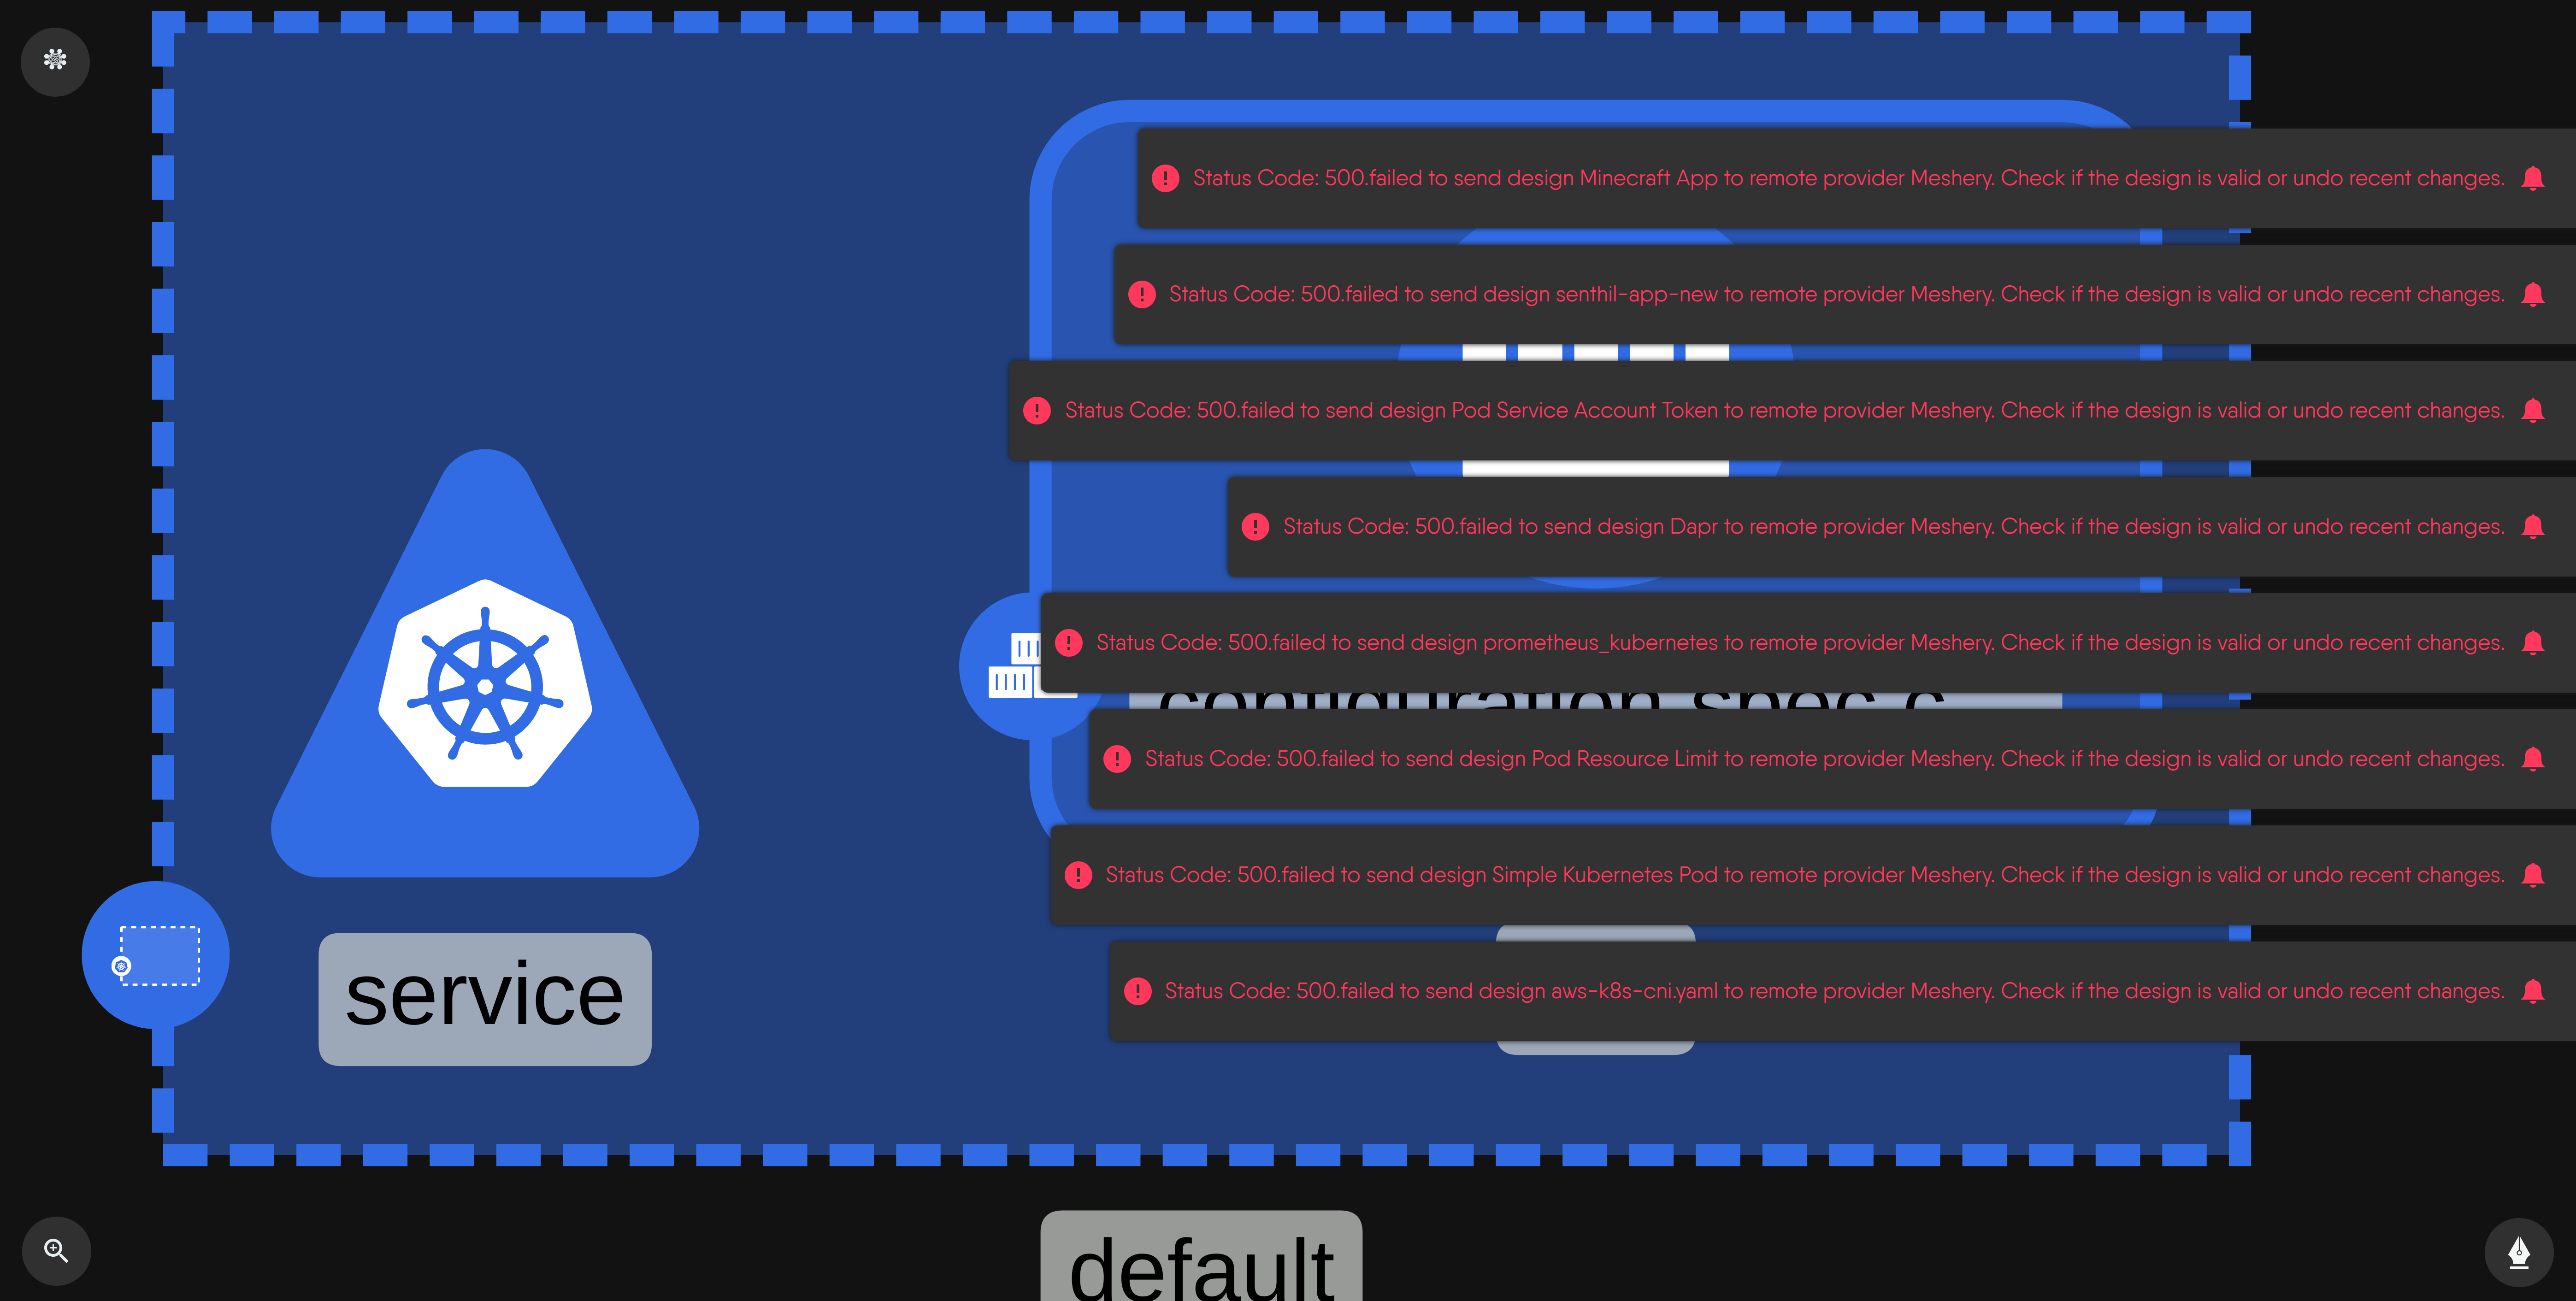 Status Code: 500.failed to send design Minecraft App to remote provider Meshery. Check if the design is valid or undo recent changes.
Status Code: 500.failed to send design senthil-app-new to remote provider Meshery. Check if the design is valid or undo recent changes.
Status Code: 500.failed to send design Pod Service Account Token to remote provider Meshery. Check if the design is valid or undo recent changes.
Status Code: 500.failed to send design Dapr to remote provider Meshery. Check if the design is valid or undo recent changes.
Status Code: 500.failed to send design prometheus_kubernetes to remote provider Meshery. Check if the design is valid or undo recent changes.
configuration spec c
Status Code: 500.failed to send design Pod Resource Limit to remote provider Meshery. Check if the design is valid or undo recent changes.
Status Code: 500.failed to send design Simple Kubernetes Pod to remote provider Meshery. Check if the design is valid or undo recent changes.
Status Code: 500.failed to send design aws-k8s-cni.yaml to remote provider Meshery. Check if the design is valid or undo recent changes.
service
default